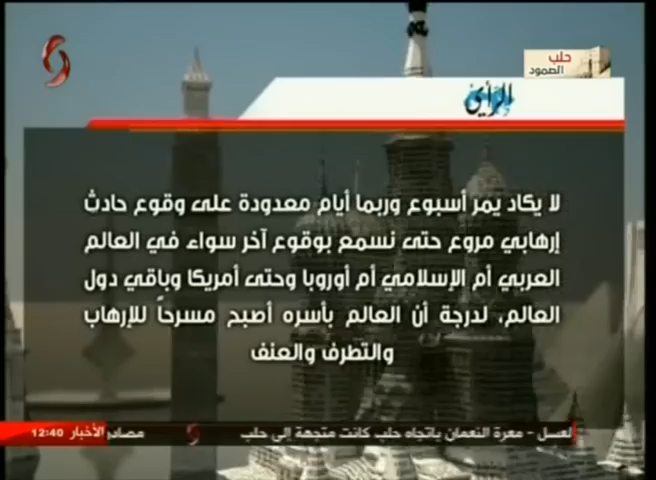 حلب
الصمود
الرأي
لا يكاد يمر أسبوع وربما أيام معدودة على وقوع حادث
إرهابي مروع حتى نسمع بوقوع آخر سواء في العالم
العربي أم الإسلامي أم أوروبا وحتى أمريكا وباقي دول
العالم، لدرجة أن العالم بأسره أصبح مسرحاً للإرهاب
والتطرف والعنف
لعسل - معرة النعمان باتجاه حلب كانت متجهة إلى حلب
مصادر
الأخبار 12:40